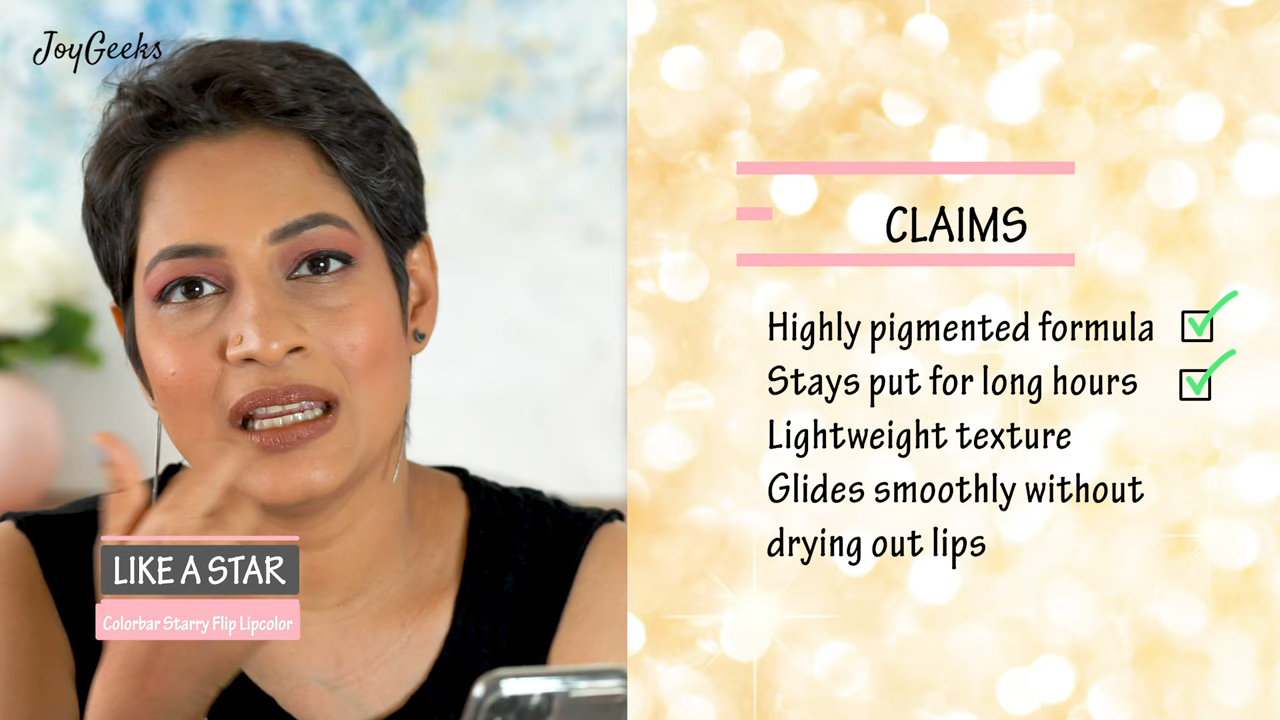 JoyGeeks
LIKE A STAR
Colorbar Starry Flip Lipcolor
CLAIMS
Highly pigmented formula
Stays put for long hours
Lightweight texture
Glides smoothly without
drying out lips